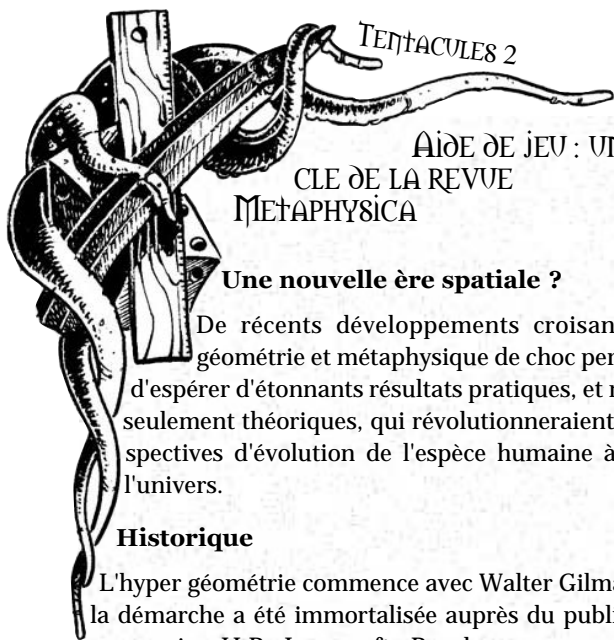 TENTACULES 2
AIDE DE JEU : UN
CLE DE LA REVUE
METAPHYSICA
Une nouvelle ère spatiale ?
De récents développements croisan
géométrie et métaphysique de choc per
d'espérer d'étonnants résultats pratiques, et
seulement théoriques, qui révolutionneraient
spectives d'évolution de l'espèce humaine à
l'univers.
Historique
L'hyper géométrie commence avec Walter Gilma
la démarche a été immortalisée auprès du publ